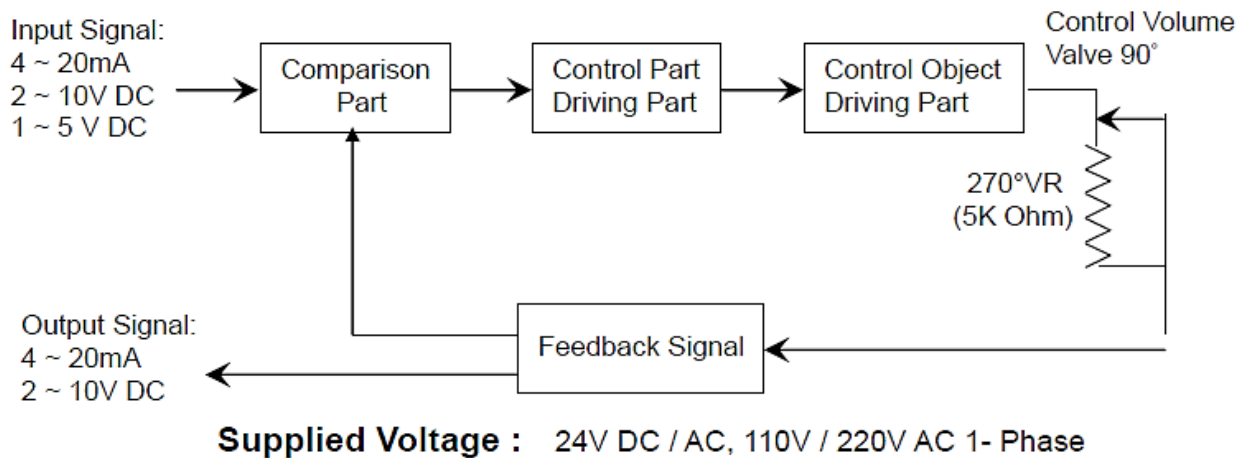 Input Signal:
4 ~ 20mA
2 ~ 10V DC
1 ~ 5 V DC
Comparison
Part
Control Part
Driving Part
Control Object
Driving Part
Control Volume
Valve 90˚
270°VR
(5K Ohm)
Feedback Signal
Output Signal:
4 ~ 20mA
2 ~ 10V DC
Supplied Voltage : 24V DC / AC, 110V / 220V AC 1- Phase